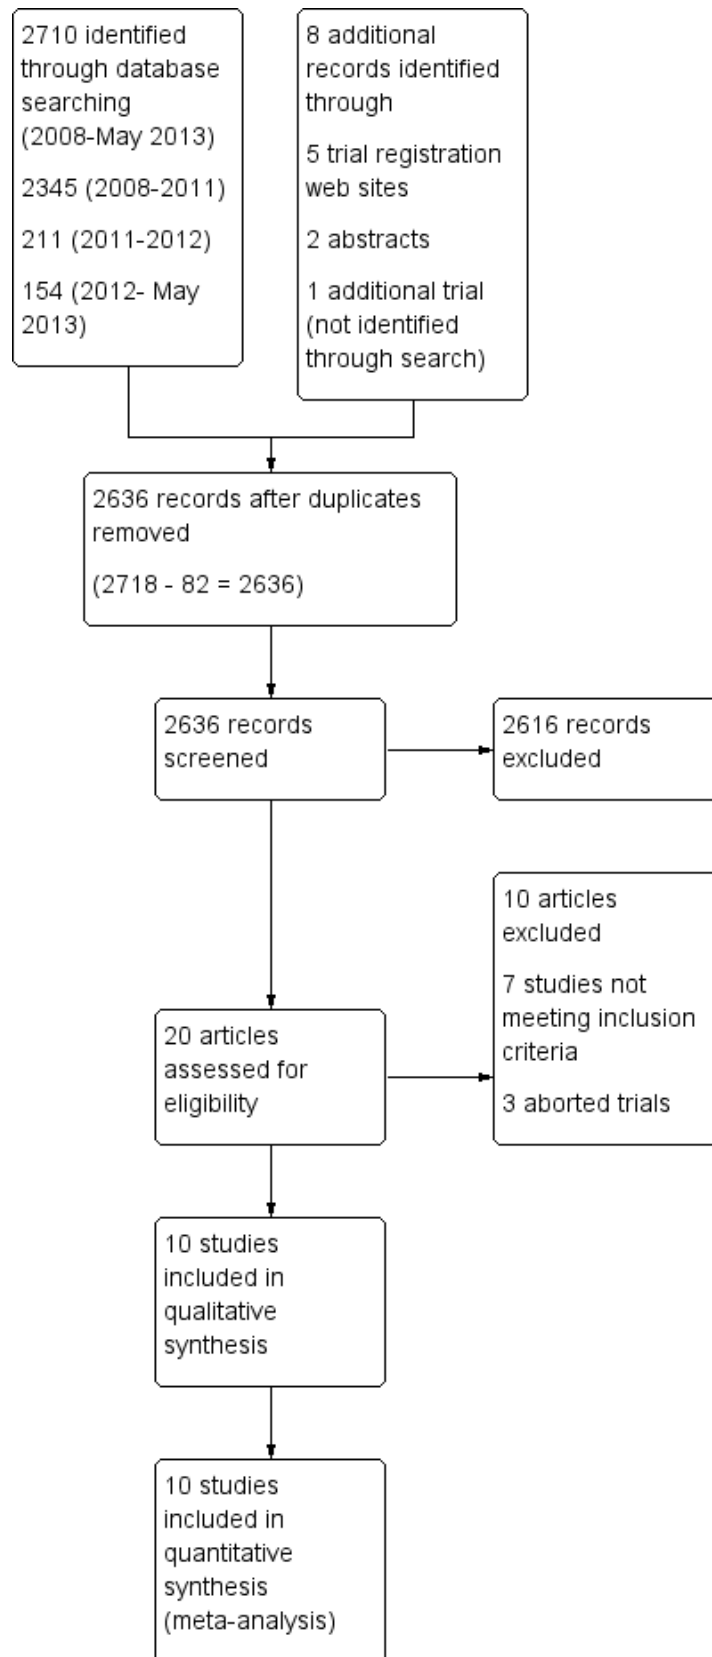 2710 identified
through database
searching
(2008-May 2013)
2345 (2008-2011)
211 (2011-2012)
154 (2012- May
2013)
8 additional
records identified
through
5 trial registration
web sites
2 abstracts
1 additional trial
(not identified
through search)
2636 records after duplicates
removed
(2718 - 82 = 2636)
2636 records
screened
2616 records
excluded
10 articles
excluded
7 studies not
meeting inclusion
criteria
3 aborted trials
20 articles
assessed for
eligibility
10 studies
included in
qualitative
synthesis
10 studies
included in
quantitative
synthesis
(meta-analysis)